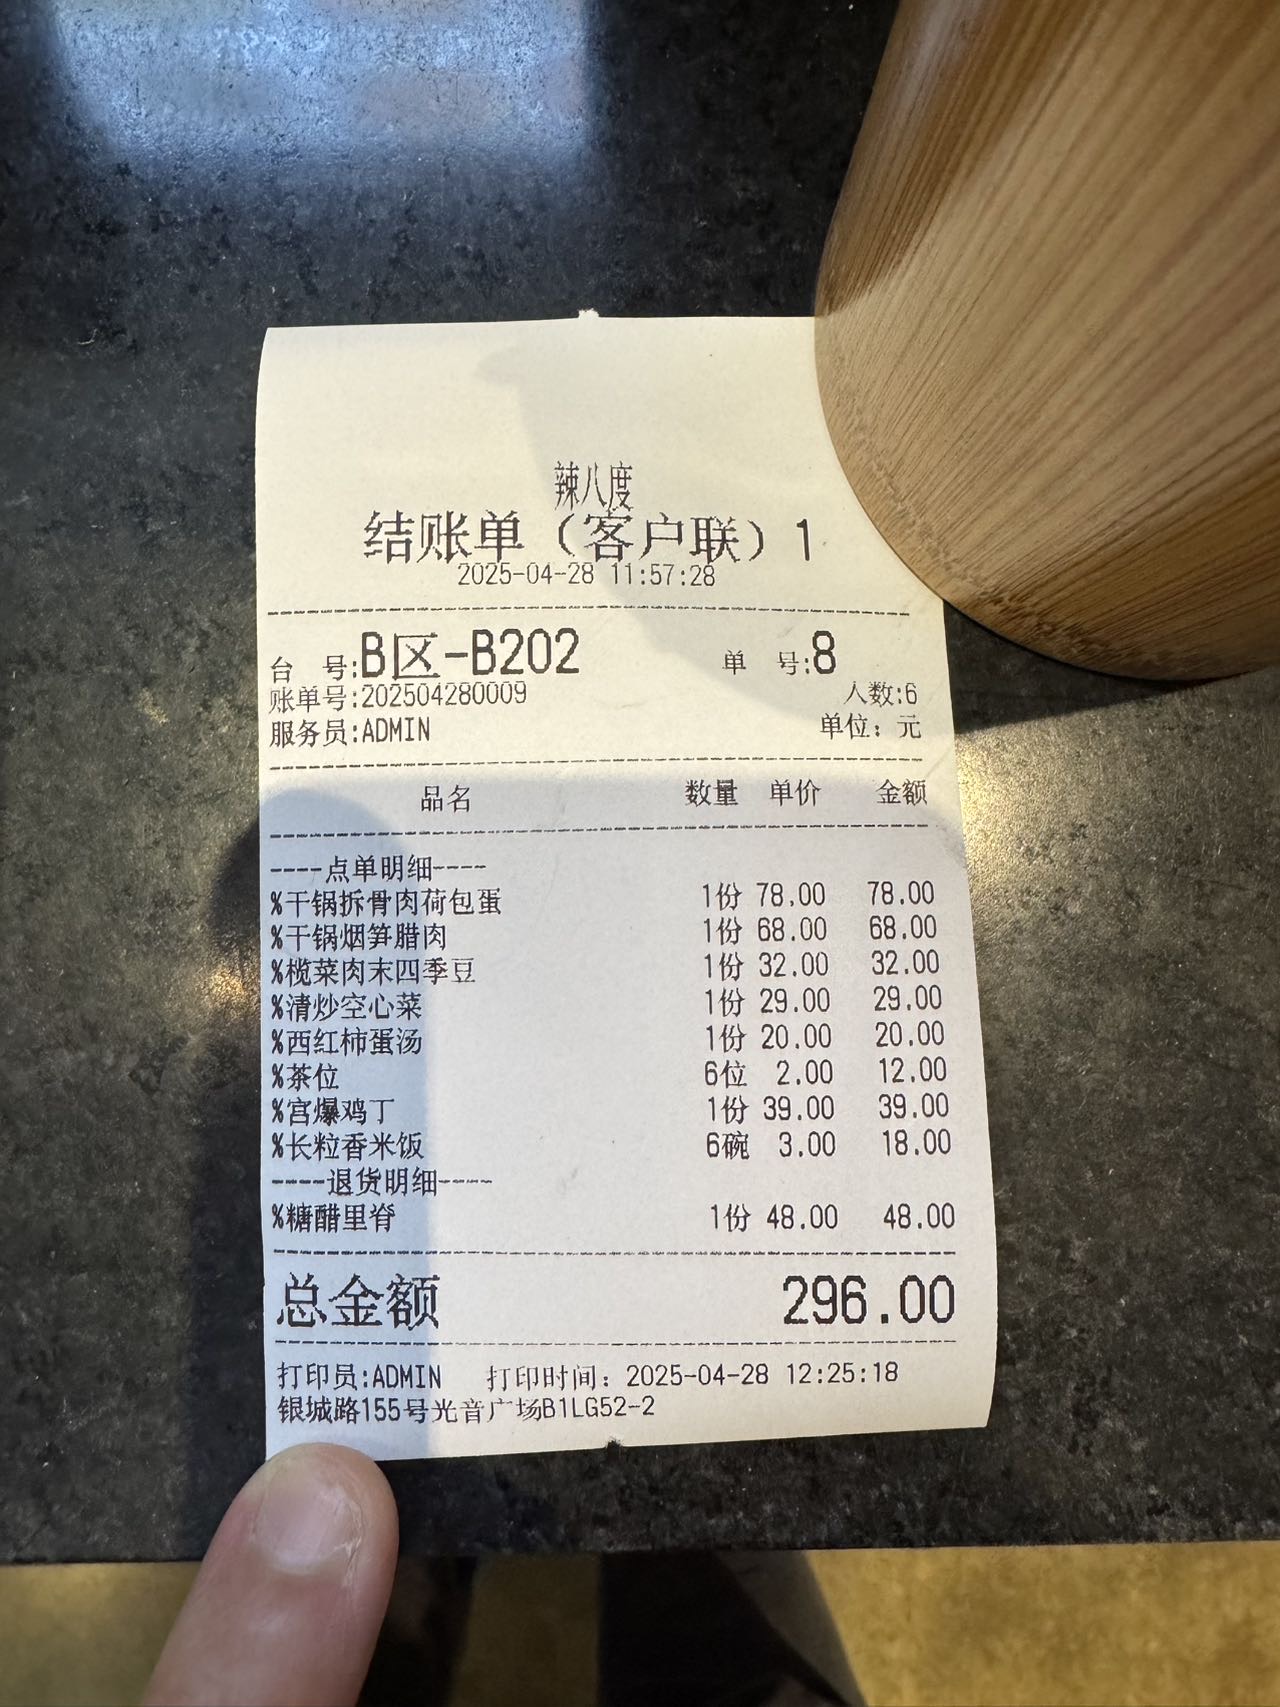 辣八度
结账单（客户联）1
2025-04-28 11:57:28
台 号:B区-B202 单 号:8
账单号:202504280009 人数:6
服务员:ADMIN 单位：元
品名 数量 单价 金额
----点单明细----
%干锅拆骨肉荷包蛋 1份 78.00 78.00
%干锅烟笋腊肉 1份 68.00 68.00
%榄菜肉末四季豆 1份 32.00 32.00
%清炒空心菜 1份 29.00 29.00
%西红柿蛋汤 1份 20.00 20.00
%茶位 6位 2.00 12.00
%宫爆鸡丁 1份 39.00 39.00
%长粒香米饭 6碗 3.00 18.00
----退货明细----
%糖醋里脊 1份 48.00 48.00
总金额 296.00
打印员:ADMIN 打印时间：2025-04-28 12:25:18
银城路155号光音广场B1LG52-2